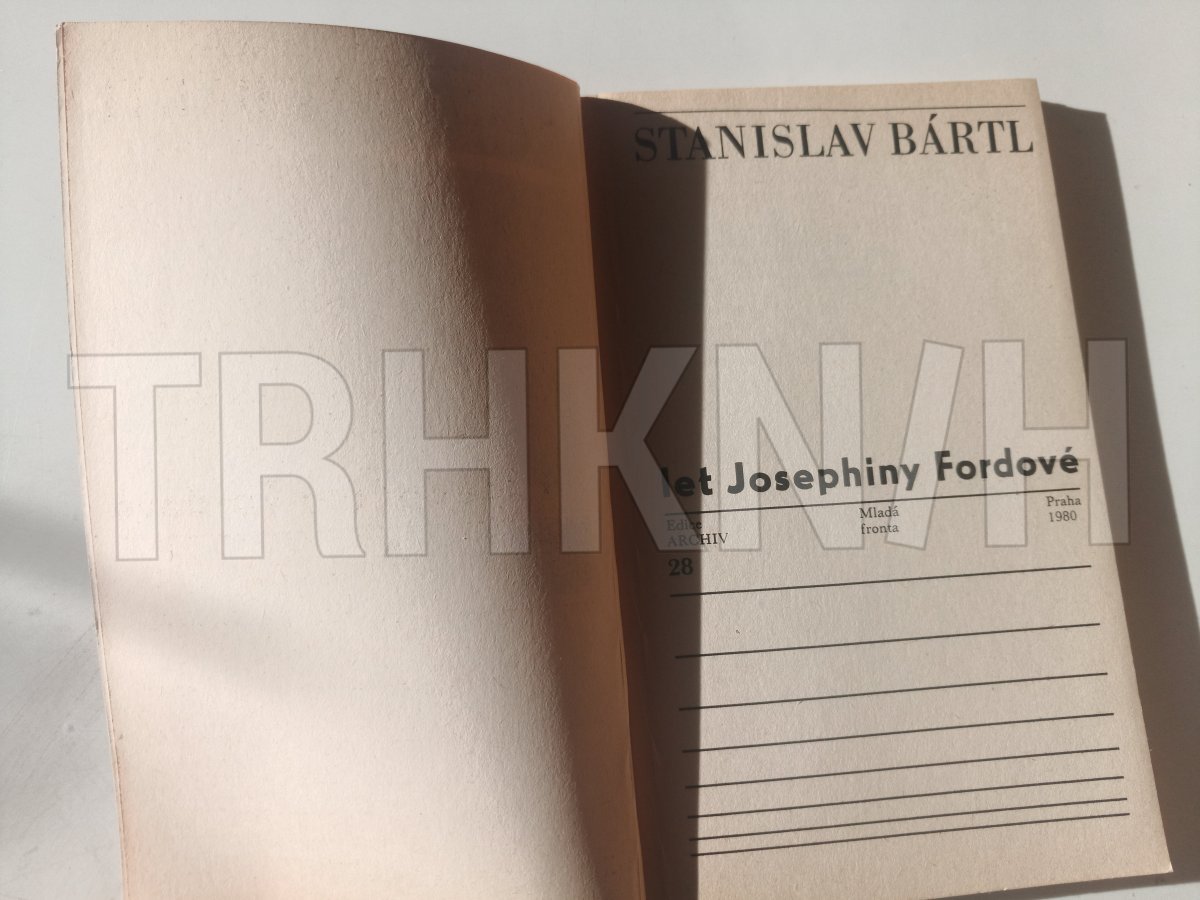 STANISLAV BÁRTL
TRHKNIH
let Josephiny Fordové
Edice
ARCHIV
28
Mladá
fronta
Praha
1980